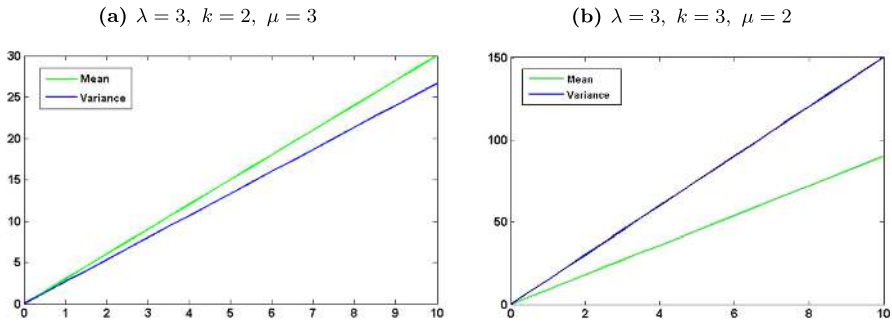 (a) λ = 3, k = 2, μ = 3
30
25
20
15
10
5
0
Mean
Variance
0 1 2 3 4 5 6 7 8 9 10
(b) λ = 3, k = 3, μ = 2
150
100
50
0
Mean
Variance
0 2 4 6 8 10